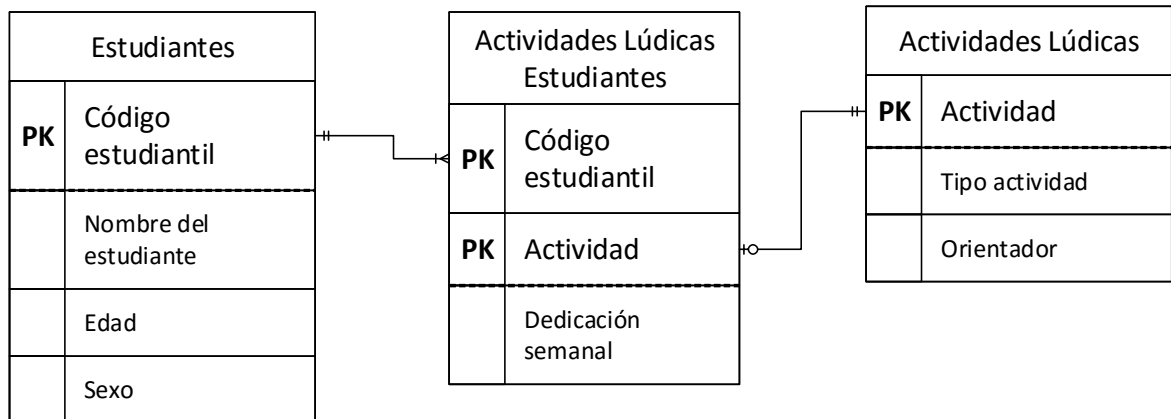 Estudiantes
PK
Código
estudiantil
Nombre del
estudiante
Edad
Sexo
Actividades Lúdicas
Estudiantes
PK
Código
estudiantil
PK
Actividad
Dedicación
semanal
Actividades Lúdicas
PK
Actividad
Tipo actividad
Orientador